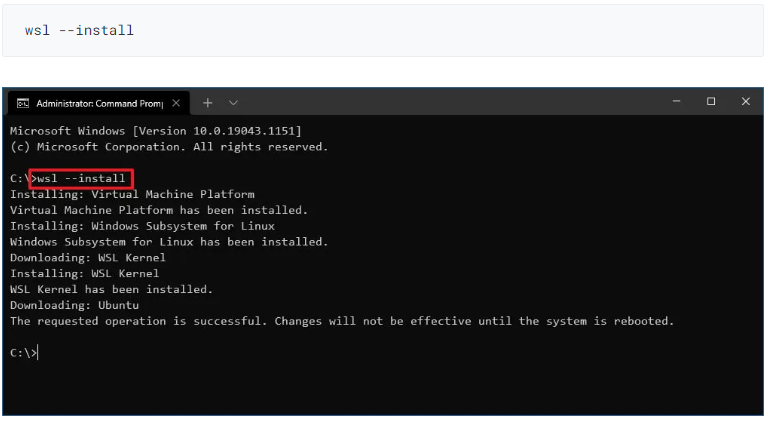 wsl --install
Administrator: Command Promp
Microsoft Windows [Version 10.0.19043.1151]
(c) Microsoft Corporation. All rights reserved.
C:\>wsl --install
Installing: Virtual Machine Platform
Virtual Machine Platform has been installed.
Installing: Windows Subsystem for Linux
Windows Subsystem for Linux has been installed.
Downloading: WSL Kernel
Installing: WSL Kernel
WSL Kernel has been installed.
Downloading: Ubuntu
The requested operation is successful. Changes will not be effective until the system is rebooted.
C:\>